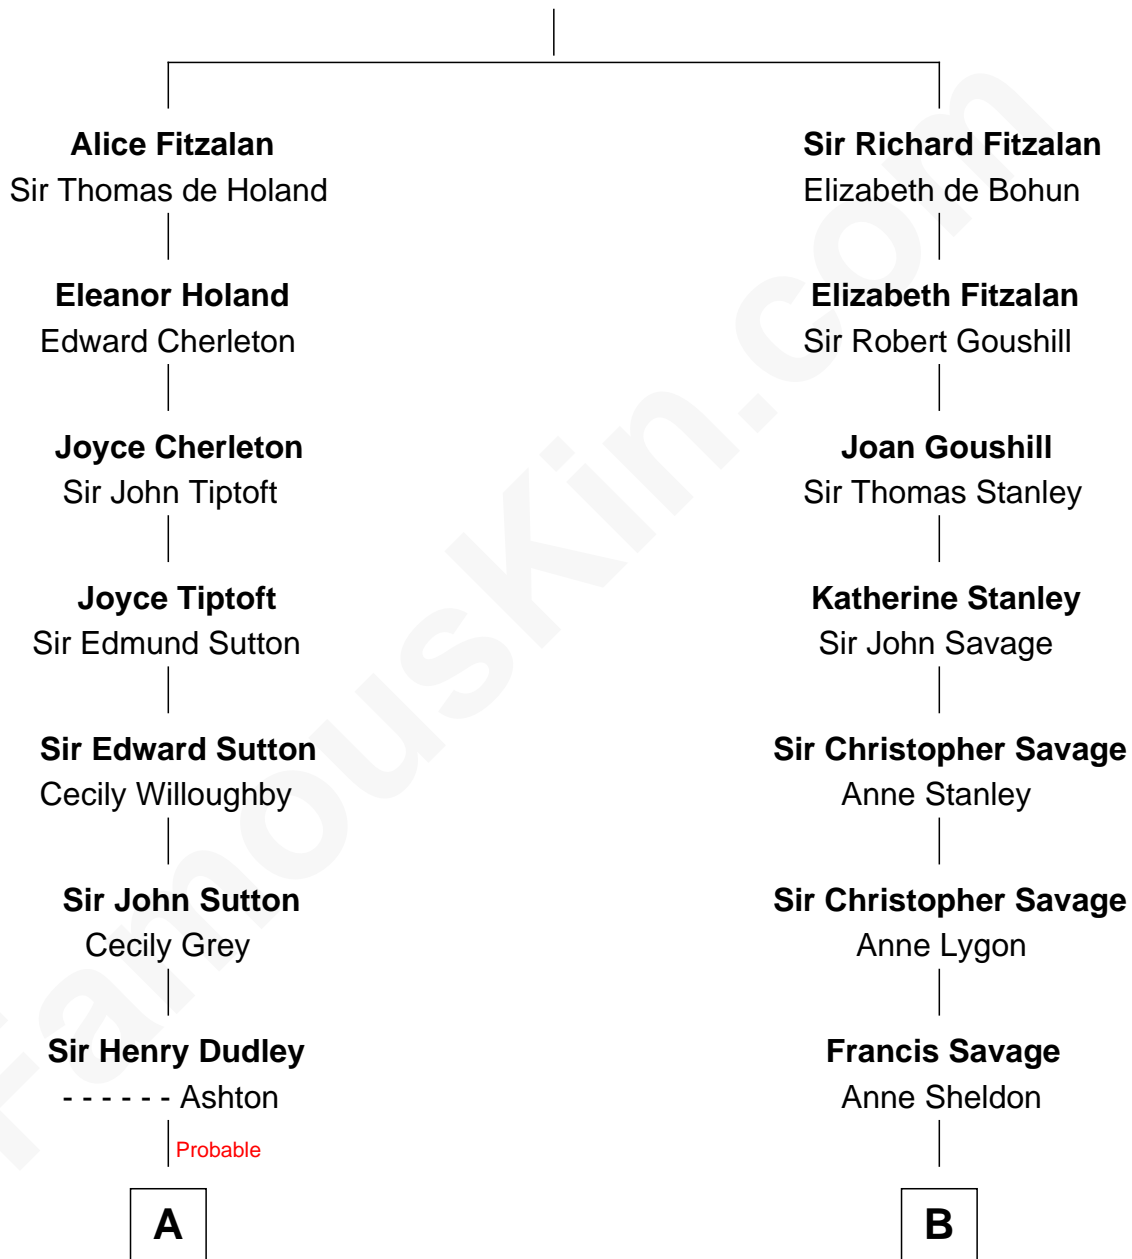 Alice Fitzalan
Sir Thomas de Holand
Eleanor Holand
Edward Cherleton
Joyce Cherleton
Sir John Tiptoft
Joyce Tiptoft
Sir Edmund Sutton
Sir Edward Sutton
Cecily Willoughby
Sir John Sutton
Cecily Grey
Sir Henry Dudley
- - - - - - Ashton
Probable
A
Sir Richard Fitzalan
Elizabeth de Bohun
Elizabeth Fitzalan
Sir Robert Goushill
Joan Goushill
Sir Thomas Stanley
Katherine Stanley
Sir John Savage
Sir Christopher Savage
Anne Stanley
Sir Christopher Savage
Anne Lygon
Francis Savage
Anne Sheldon
B
FamousKin.com